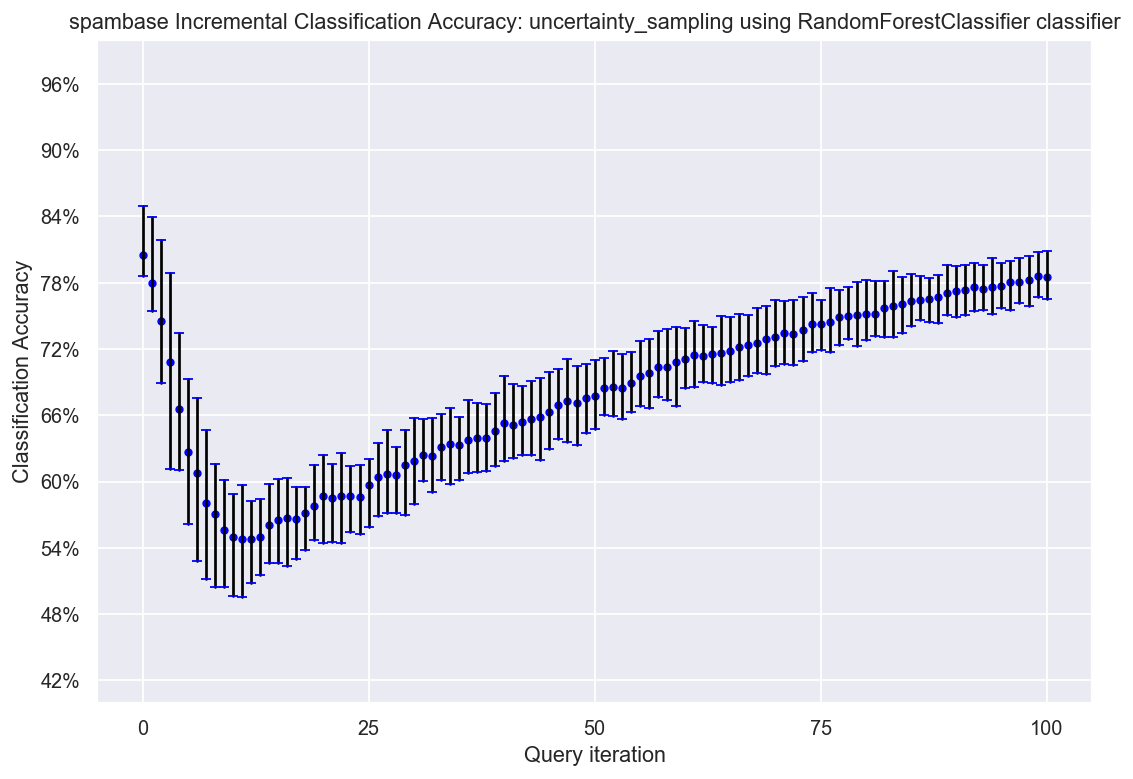 spambase Incremental Classification Accuracy: uncertainty_sampling using RandomForestClassifier classifier
96%
90%
84%
78%
72%
66%
60%
54%
48%
42%
Classification Accuracy
0 25 50 75 100
Query iteration